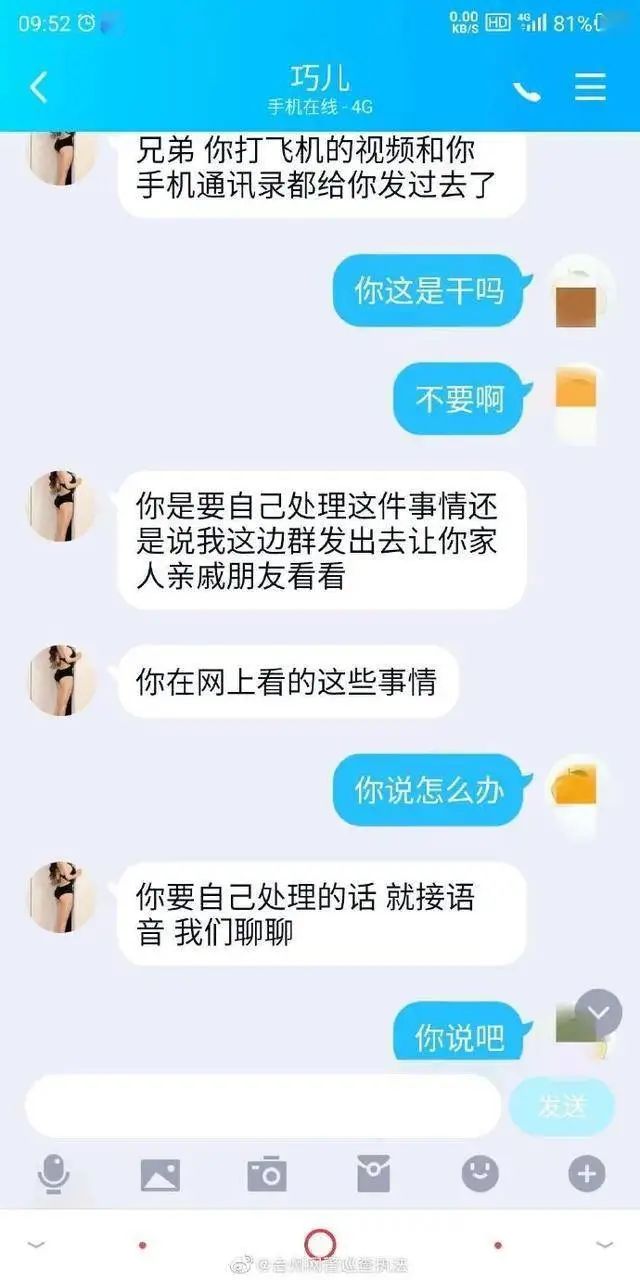 09:52
0.00
KB/S
HD
4G
81%
巧儿
手机在线 - 4G
兄弟 你打飞机的视频和你
手机通讯录都给你发过去了
你这是干吗
不要啊
你是要自己处理这件事情还
是说我这边群发出去让你家
人亲戚朋友看看
你在网上看的这些事情
你说怎么办
你要自己处理的话 就接语
音 我们聊聊
你说吧
发送
@台州网警巡查执法